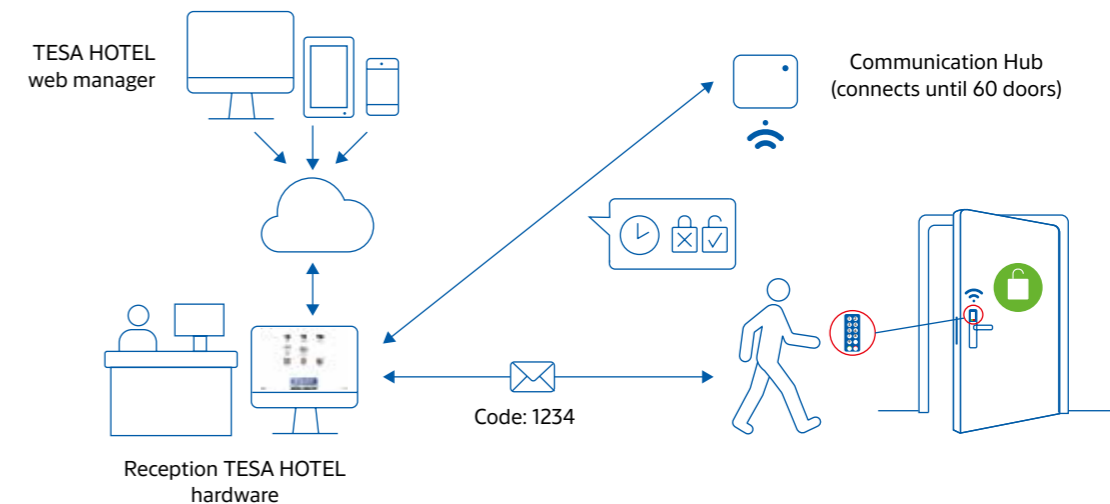 TESA HOTEL
web manager
Communication Hub
(connects until 60 doors)
Code: 1234
Reception TESA HOTEL
hardware